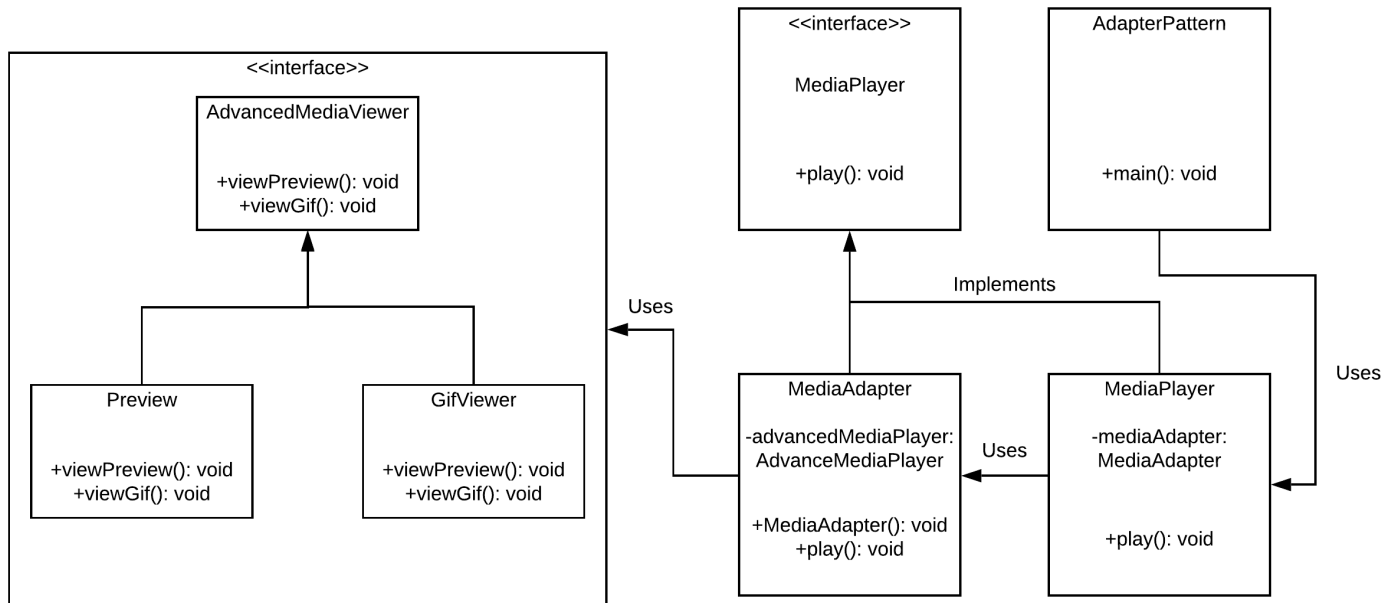 <<interface>>
AdvancedMediaViewer
+viewPreview(): void
+viewGif(): void
Preview
+viewPreview(): void
+viewGif(): void
GifViewer
+viewPreview(): void
+viewGif(): void
Uses
<<interface>>
MediaPlayer
+play(): void
AdapterPattern
+main(): void
Implements
Uses
MediaAdapter
-advancedMediaPlayer:
AdvanceMediaPlayer
+MediaAdapter(): void
+play(): void
Uses
MediaPlayer
-mediaAdapter:
MediaAdapter
+play(): void